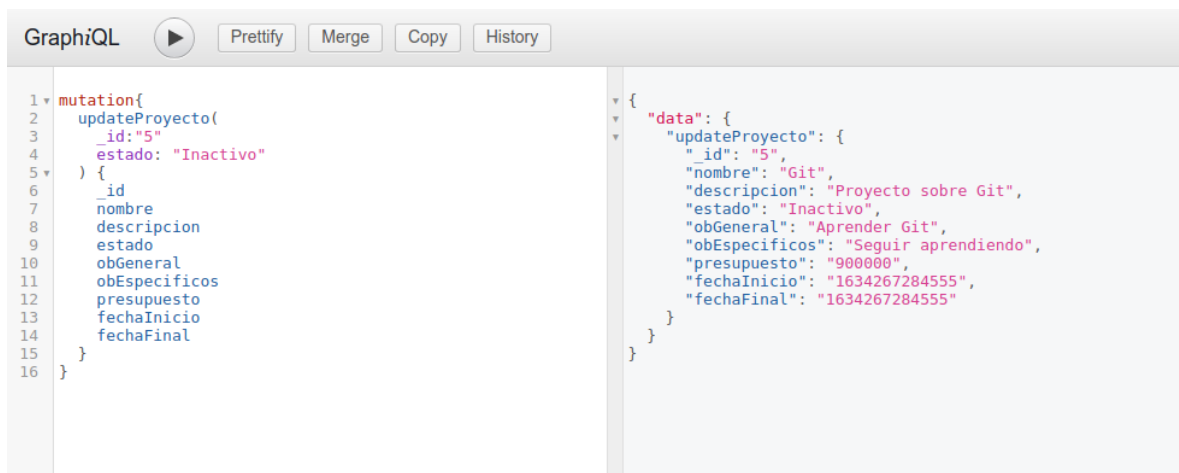 GraphiQL Prettify Merge Copy History
1 mutation{
2 updateProyecto(
3 _id:"5"
4 estado: "Inactivo"
5 ) {
6 _id
7 nombre
8 descripcion
9 estado
10 obGeneral
11 obEspecificos
12 presupuesto
13 fechaInicio
14 fechaFinal
15 }
16 }
{
"data": {
"updateProyecto": {
"_id": "5",
"nombre": "Git",
"descripcion": "Proyecto sobre Git",
"estado": "Inactivo",
"obGeneral": "Aprender Git",
"obEspecificos": "Seguir aprendiendo",
"presupuesto": "900000",
"fechaInicio": "1634267284555",
"fechaFinal": "1634267284555"
}
}
}